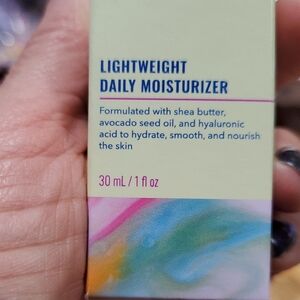 LIGHTWEIGHT
DAILY MOISTURIZER
Formulated with shea butter,
avocado seed oil, and hyaluronic
acid to hydrate, smooth, and nourish
the skin
30 mL / 1 fl oz